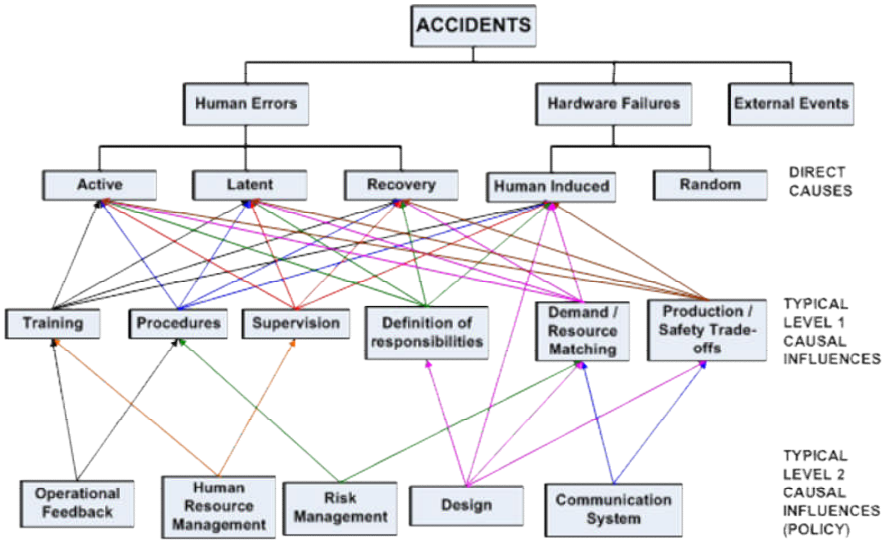 ACCIDENTS
Human Errors
Hardware Failures
External Events
Active
Latent
Recovery
Human Induced
Random
DIRECT
CAUSES
Training
Procedures
Supervision
Definition of
responsibilities
Demand /
Resource
Matching
Production /
Safety Trade-
offs
TYPICAL
LEVEL 1
CAUSAL
INFLUENCES
Operational
Feedback
Human
Resource
Management
Risk
Management
Design
Communication
System
TYPICAL
LEVEL 2
CAUSAL
INFLUENCES
(POLICY)